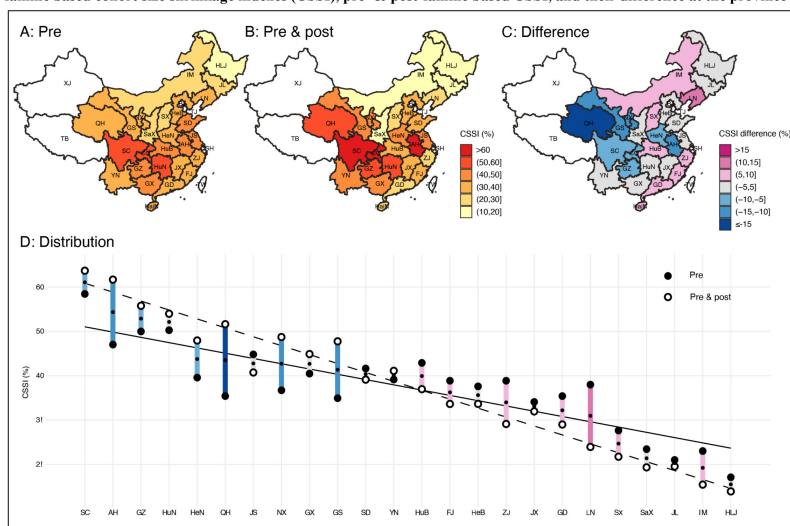 A: Pre
B: Pre & post
C: Difference
XJ
TB
QH
GS
SC
YN
GZ
GX
HuN
HuB
GD
HaiN
JX
FJ
ZJ
AH
JS
SH
HeN
SD
SX
SaX
HeB
IM
LN
JL
HLJ
TW
CSSI (%)
>60
(50,60]
(40,50]
(30,40]
(20,30]
(10,20]
CSSI difference (%)
>15
(10,15]
(5,10]
(−5,5]
(−10,−5]
(−15,−10]
≤-15
D: Distribution
CSSI (%)
60
50
40
3!
2!
Pre
Pre & post
SC AH GZ HuN HeN QH JS NX GX GS SD YN HuB FJ HeB ZJ JX GD LN SX SaX JL IM HLJ